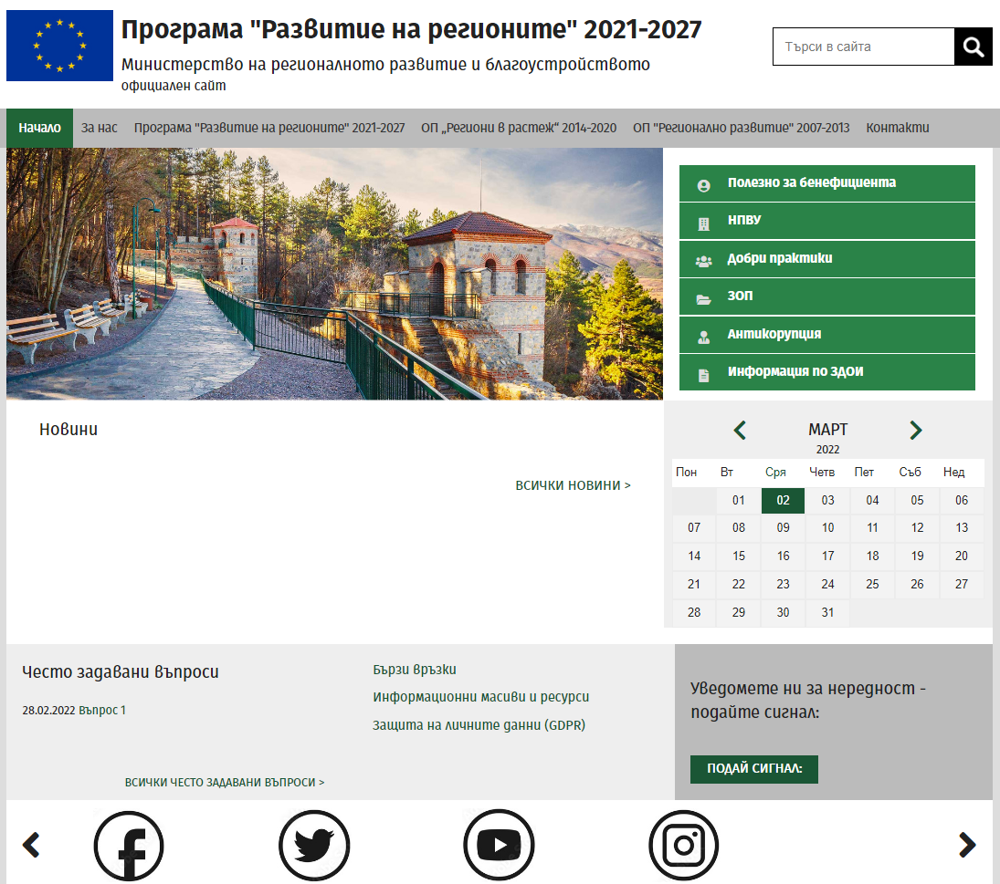 Програма "Развитие на регионите" 2021-2027
Министерство на регионалното развитие и благоустройството
официален сайт
Търси в сайта
Начало За нас Програма "Развитие на регионите" 2021-2027 ОП „Региони в растеж“ 2014-2020 ОП "Регионално развитие" 2007-2013 Контакти
Полезно за бенефициента
НПВУ
Добри практики
ЗОП
Антикорупция
Информация по ЗДОИ
Новини
ВСИЧКИ НОВИНИ >
МАРТ
2022
Пон Вт Сря Четв Пет Съб Нед
01 02 03 04 05 06
07 08 09 10 11 12 13
14 15 16 17 18 19 20
21 22 23 24 25 26 27
28 29 30 31
Често задавани въпроси
28.02.2022 Въпрос 1
ВСИЧКИ ЧЕСТО ЗАДАВАНИ ВЪПРОСИ >
Бързи връзки
Информационни масиви и ресурси
Защита на личните данни (GDPR)
Уведомете ни за нередност -
подайте сигнал:
ПОДАЙ СИГНАЛ: